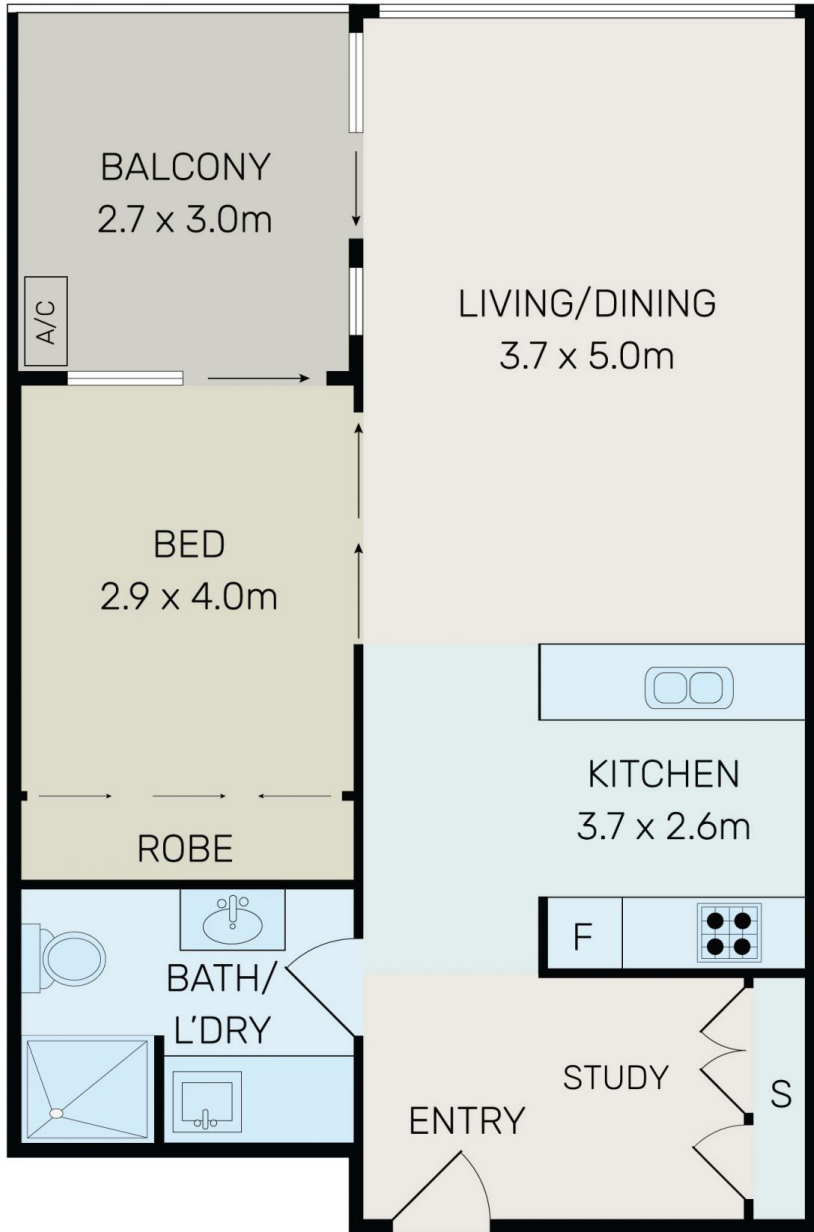 BALCONY
2.7 x 3.0m
A/C
LIVING/DINING
3.7 x 5.0m
BED
2.9 x 4.0m
ROBE
KITCHEN
3.7 x 2.6m
F
BATH/
L'DRY
STUDY
S
ENTRY